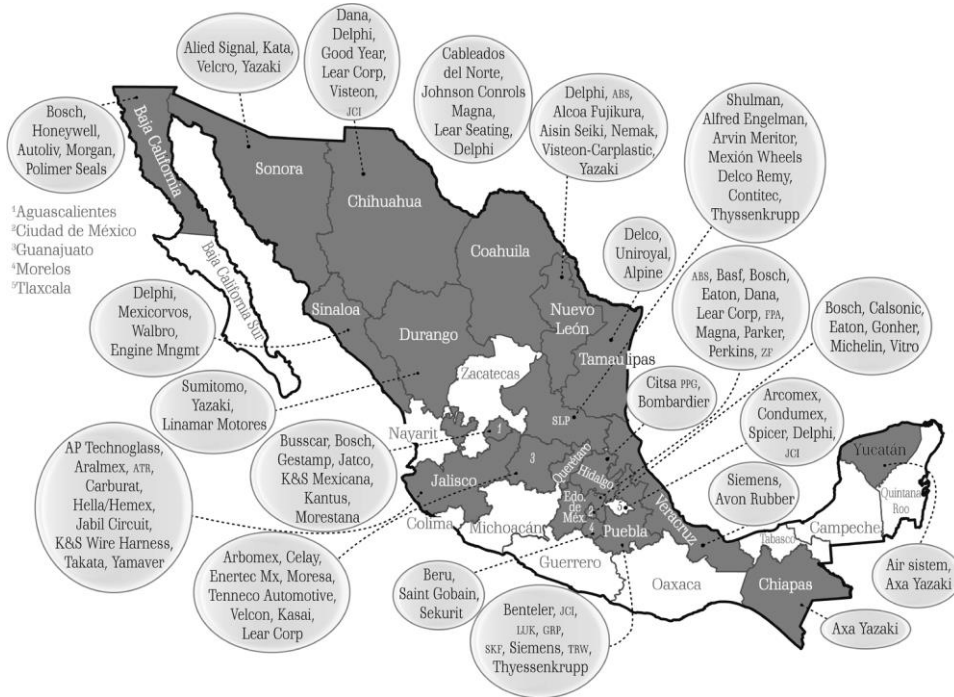 Dana,
Delphi,
Good Year,
Lear Corp,
Visteon,
JCI
Alied Signal, Kata,
Velcro, Yazaki
Cableados
del Norte,
Johnson Conrols
Magna,
Lear Seating,
Delphi
Delphi, ABS,
Alcoa Fujikura,
Aisin Seiki, Nemak,
Visteon-Carplastic,
Yazaki
Shulman,
Alfred Engelman,
Arvin Meritor,
Mexión Wheels
Delco Remy,
Contitec,
Thyssenkrupp
Bosch,
Honeywell,
Autoliv, Morgan,
Polimer Seals
Baja California
Sonora
Chihuahua
Coahuila
¹Aguascalientes
²Ciudad de México
³Guanajuato
⁴Morelos
⁵Tlaxcala
Baja California Sur
Delco,
Uniroyal,
Alpine
ABS, Basf, Bosch,
Eaton, Dana,
Lear Corp, FPA,
Magna, Parker,
Perkins, ZF
Bosch, Calsonic,
Eaton, Gonher,
Michelin, Vitro
Delphi,
Mexicorvos,
Walbro,
Engine Mngmt
Sinaloa
Durango
Nuevo
León
Tamaulipas
Zacatecas
Sumitomo,
Yazaki,
Linamar Motores
Citsa PPG,
Bombardier
Arcomex,
Condumex,
Spicer, Delphi,
JCI
Nayarit
1
SLP
AP Technoglass,
Aralmex, ATR,
Carburat,
Hella/Hemex,
Jabil Circuit,
K&S Wire Harness,
Takata, Yamaver
Busscar, Bosch,
Gestamp, Jatco,
K&S Mexicana,
Kantus,
Morestana
Jalisco
3
Querétaro
Hidalgo
Edo.
de
Méx.
2
4
5
Puebla
Veracruz
Siemens,
Avon Rubber
Yucatán
Quintana
Roo
Campeche
Tabasco
Colima
Michoacán
Guerrero
Oaxaca
Chiapas
Arbomex, Celay,
Enertec Mx, Moresa,
Tenneco Automotive,
Velcon, Kasai,
Lear Corp
Beru,
Saint Gobain,
Sekurit
Benteler, JCI,
LUK, GRP,
SKF, Siemens, TRW,
Thyessenkrupp
Air sistem,
Axa Yazaki
Axa Yazaki